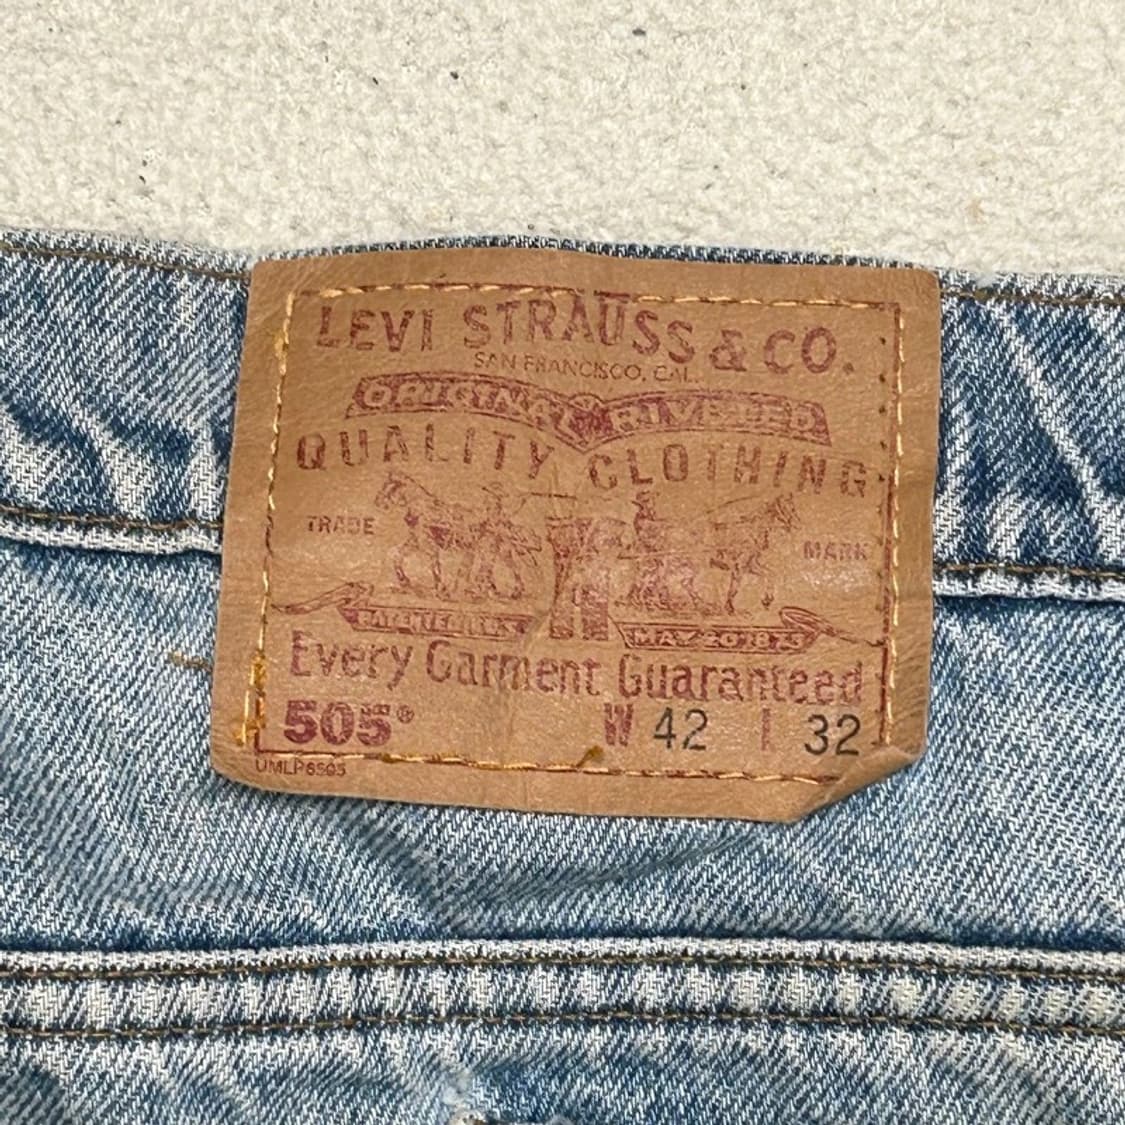 LEVI STRAUSS & CO.
SAN FRANCISCO, CAL.
ORIGINAL RIVETED
QUALITY CLOTHING
TRADE MARK
PATENTED IN U.S. MAY 20 1873
Every Garment Guaranteed
505® W 42 L 32